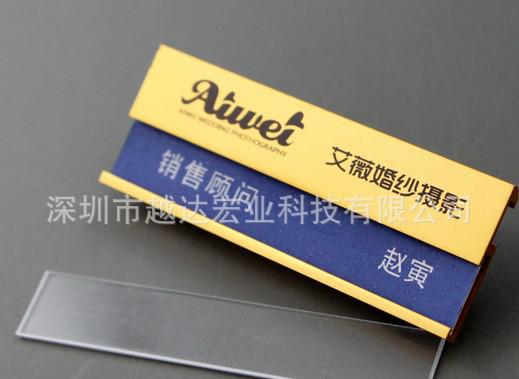 Aiwei
AIWEI WEDDING PHOTHOGRAPHY
艾薇婚纱摄影
销售顾问
赵寅
深圳市越达宏业科技有限公司